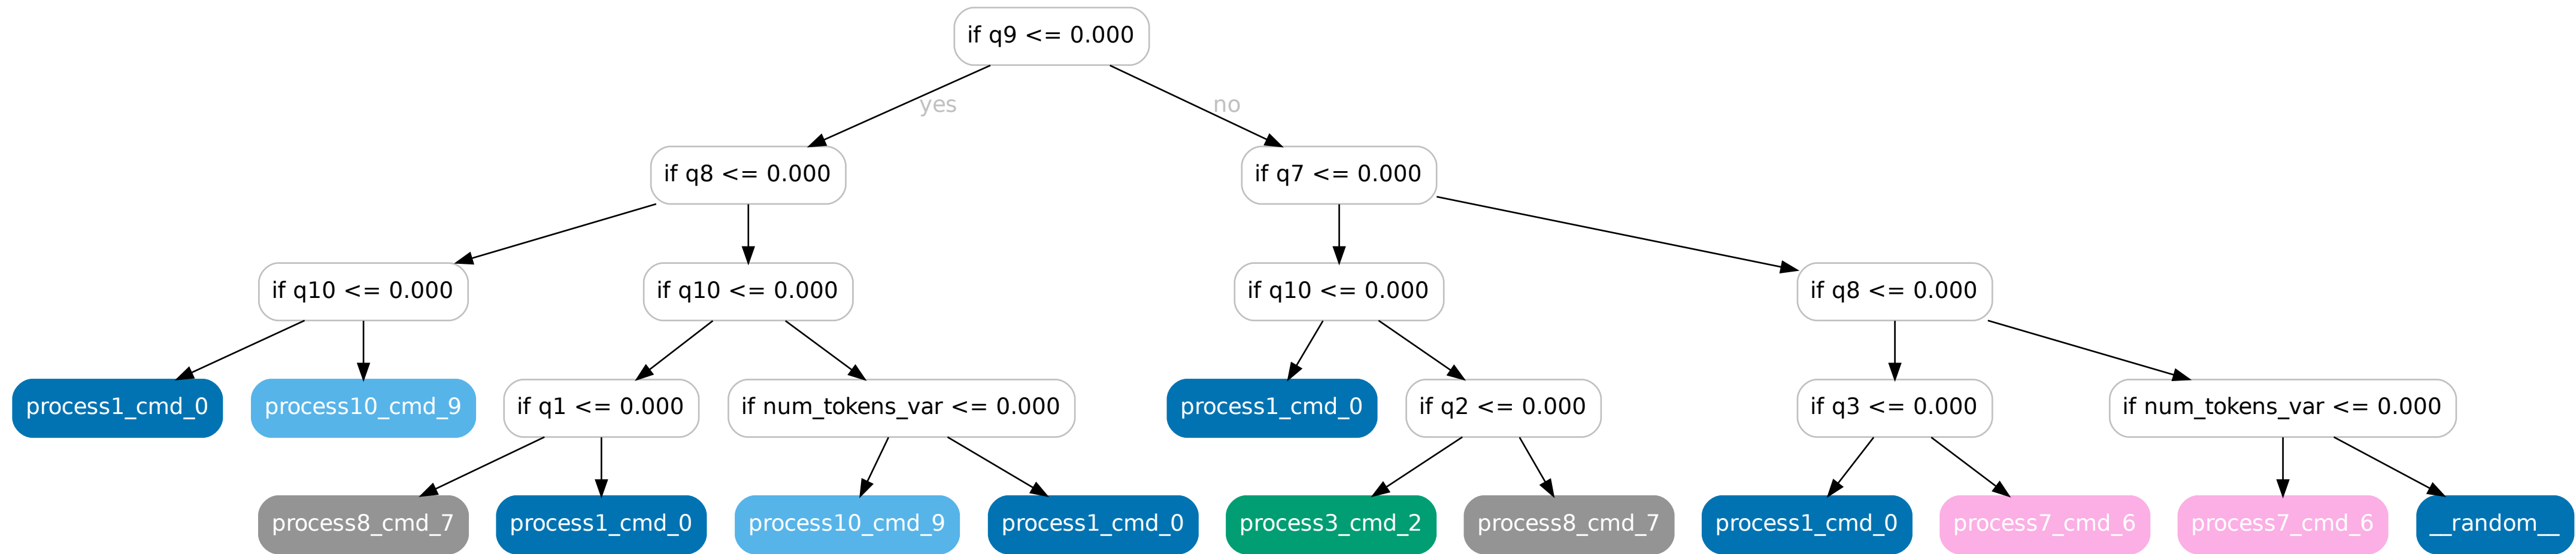 if q9 <= 0.000
yes
no
if q8 <= 0.000
if q7 <= 0.000
if q10 <= 0.000
if q10 <= 0.000
if q10 <= 0.000
if q8 <= 0.000
process1_cmd_0
process10_cmd_9
if q1 <= 0.000
if num_tokens_var <= 0.000
process1_cmd_0
if q2 <= 0.000
if q3 <= 0.000
if num_tokens_var <= 0.000
process8_cmd_7
process1_cmd_0
process10_cmd_9
process1_cmd_0
process3_cmd_2
process8_cmd_7
process1_cmd_0
process7_cmd_6
process7_cmd_6
__random__